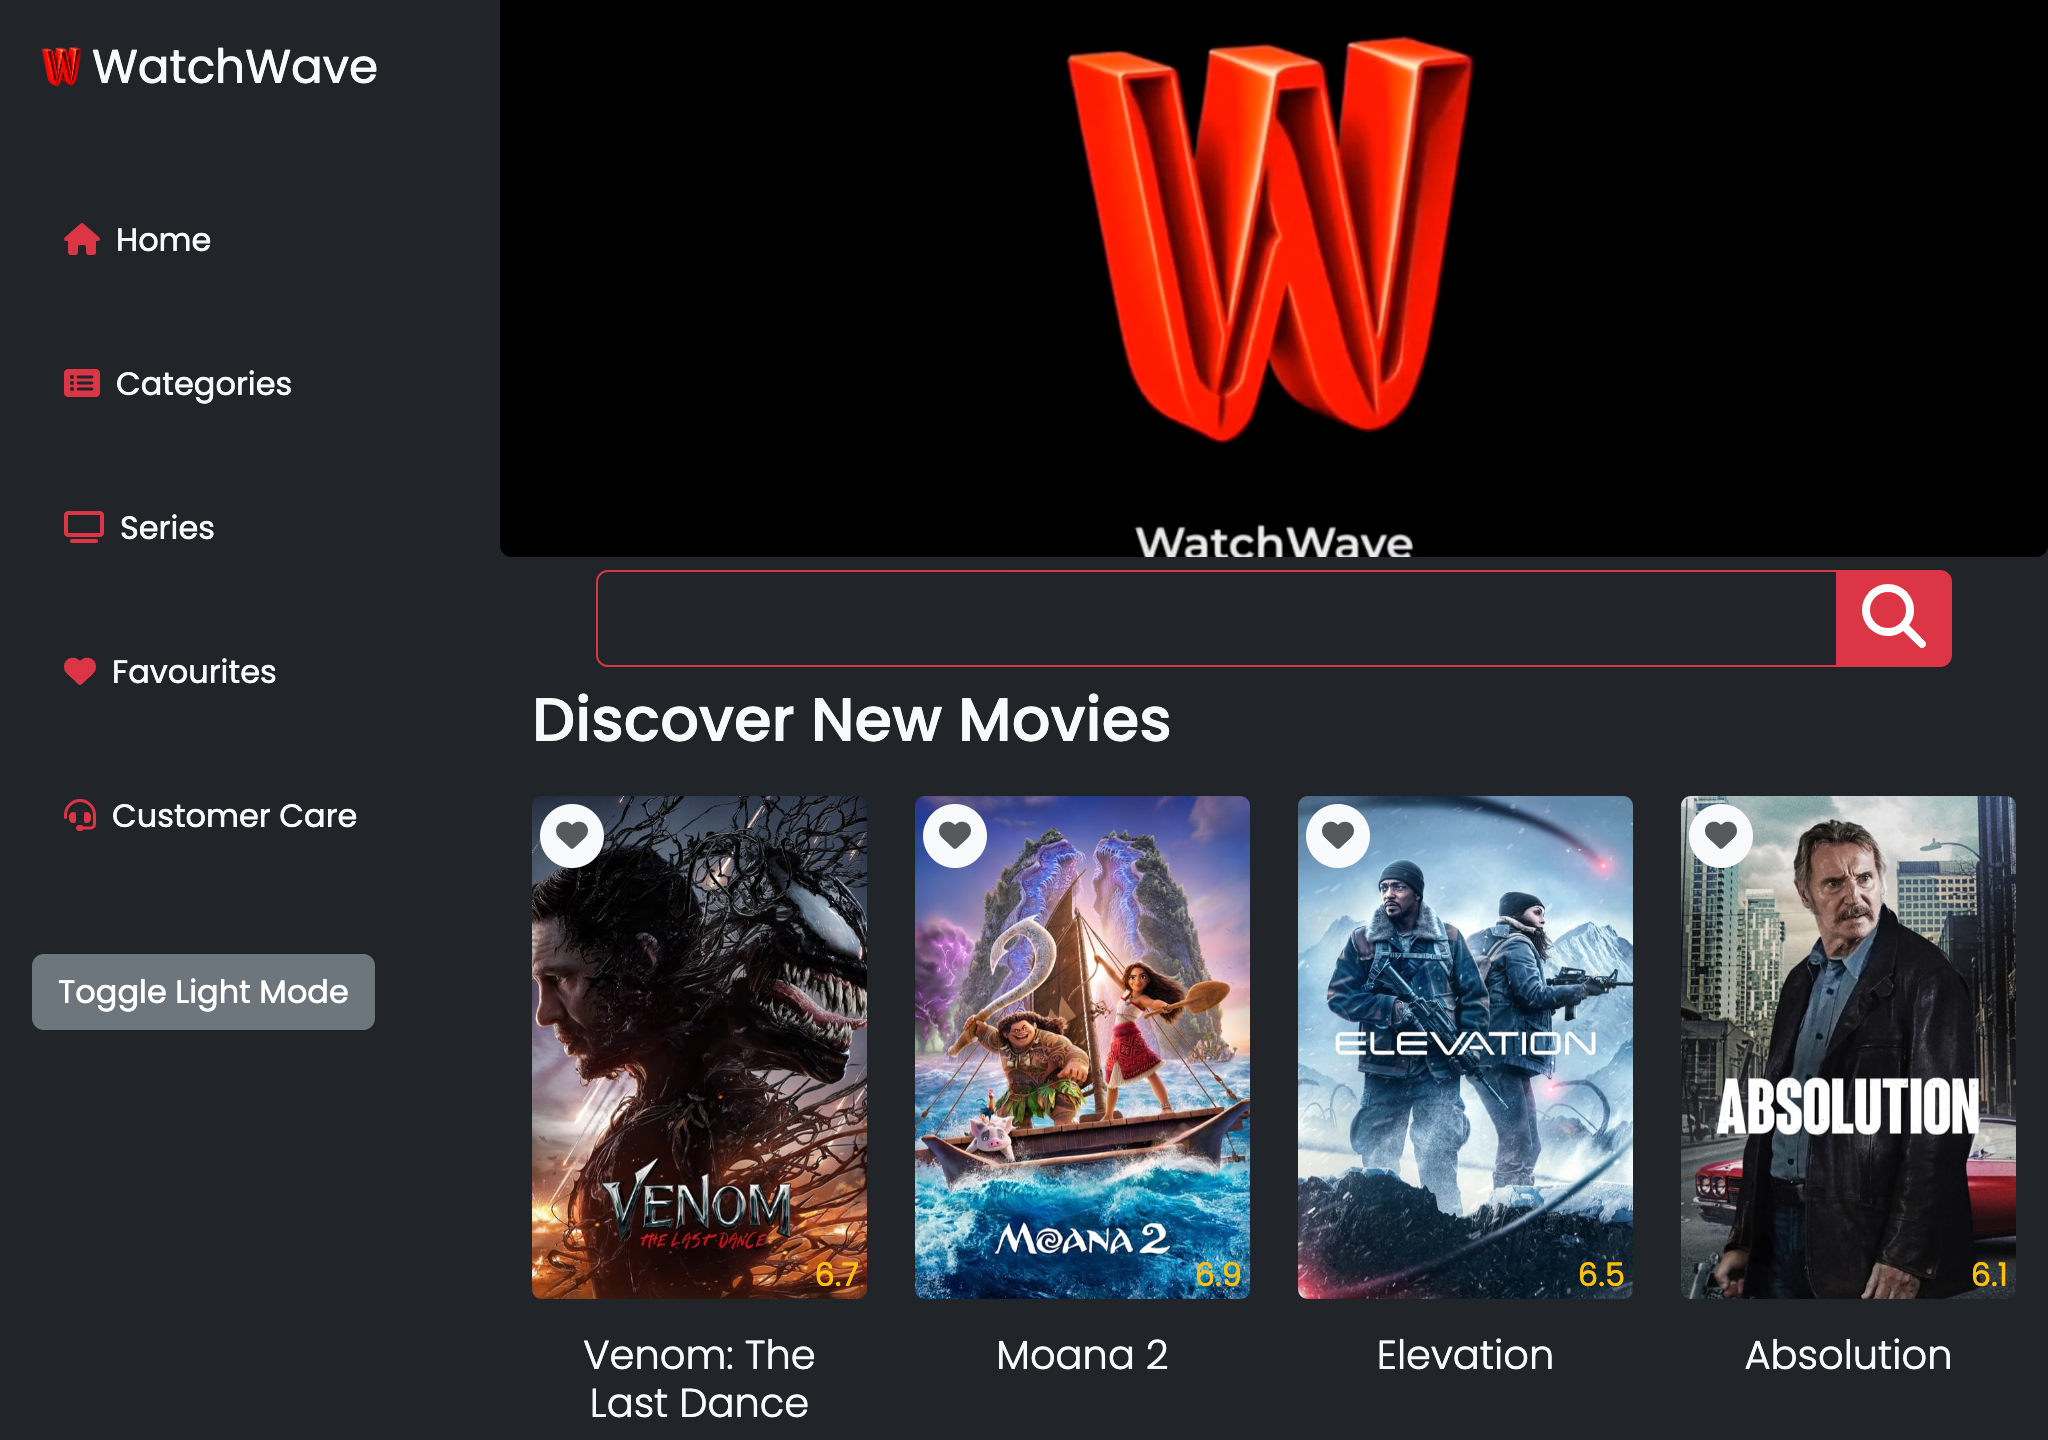 W WatchWave
Home
Categories
Series
Favourites
Customer Care
Toggle Light Mode
W
WatchWave
Discover New Movies
VENOM
THE LAST DANCE
6.7
MOANA 2
6.9
ELEVATION
6.5
ABSOLUTION
6.1
Venom: The
Last Dance
Moana 2
Elevation
Absolution